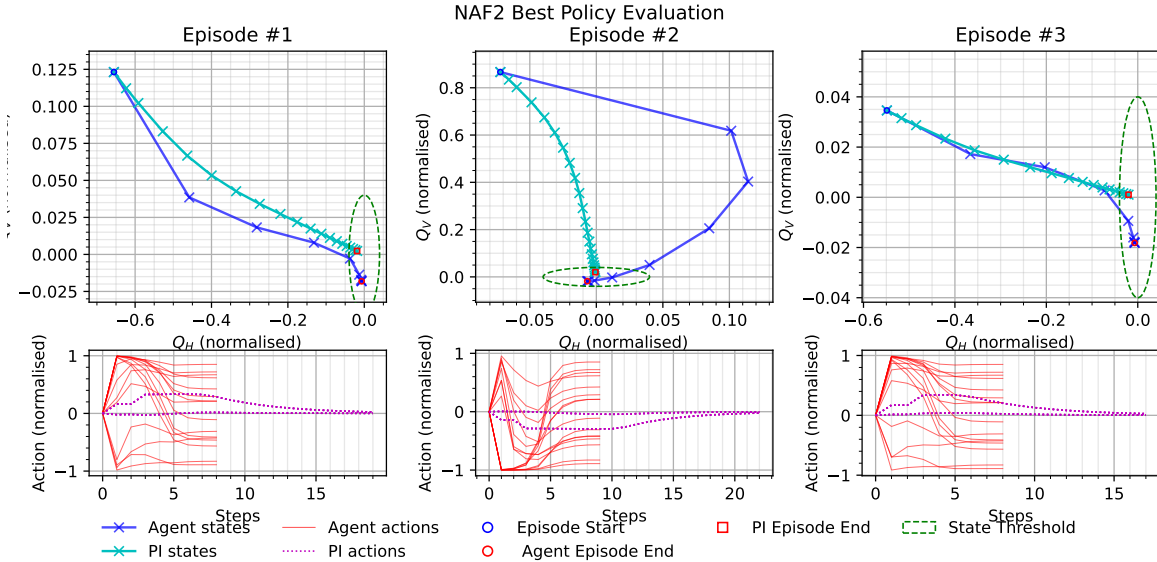 NAF2 Best Policy Evaluation
Episode #1 Episode #2 Episode #3
0.125
0.100
0.075
0.050
0.025
0.000
−0.025
−0.6 −0.4 −0.2 0.0
Q_H (normalised)
Q_V (normalised)
1.0
0.8
0.6
0.4
0.2
0.0
−0.05 0.00 0.05 0.10
Q_H (normalised)
Q_V (normalised)
0.04
0.02
0.00
−0.02
−0.04
−0.6 −0.4 −0.2 0.0
Q_H (normalised)
Action (normalised)
1
0
−1
0 5 10 15
Steps
Action (normalised)
1
0
−1
0 5 10 15 20
Steps
Action (normalised)
1
0
−1
0 5 10 15
Steps
Agent states Agent actions Episode Start PI Episode End State Threshold
PI states PI actions Agent Episode End